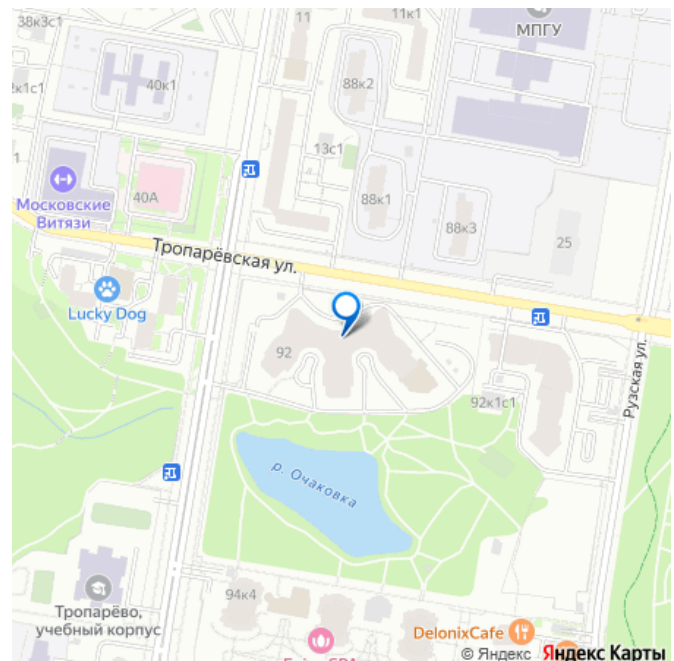 38к3с1
11
11к1
МПГУ
40к1
88к2
13с1
40А
Московские
Витязи
88к1
88к3
25
Тропарёвская ул.
Lucky Dog
92
Рузская ул.
92к1с1
р. Очаковка
Тропарёво,
учебный корпус
94к4
DelonixCafe
© Яндекс Яндекс Карты